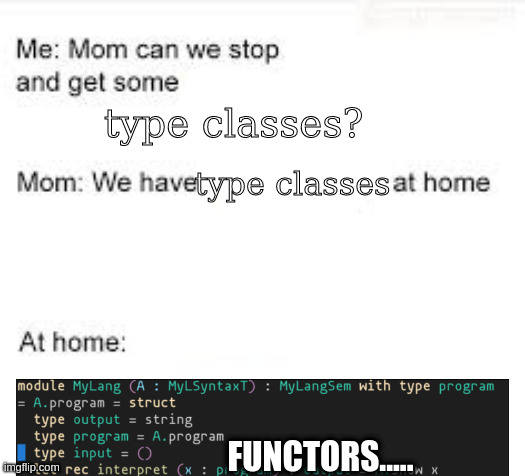 Me: Mom can we stop
and get some
type classes?
Mom: We have type classes at home
At home:
module MyLang (A : MyLSyntaxT) : MyLangSem with type program
= A.program = struct
type output = string
type program = A.program
type input = ()
rec interpret (x : p
FUNCTORS....
w x
imgflip.com